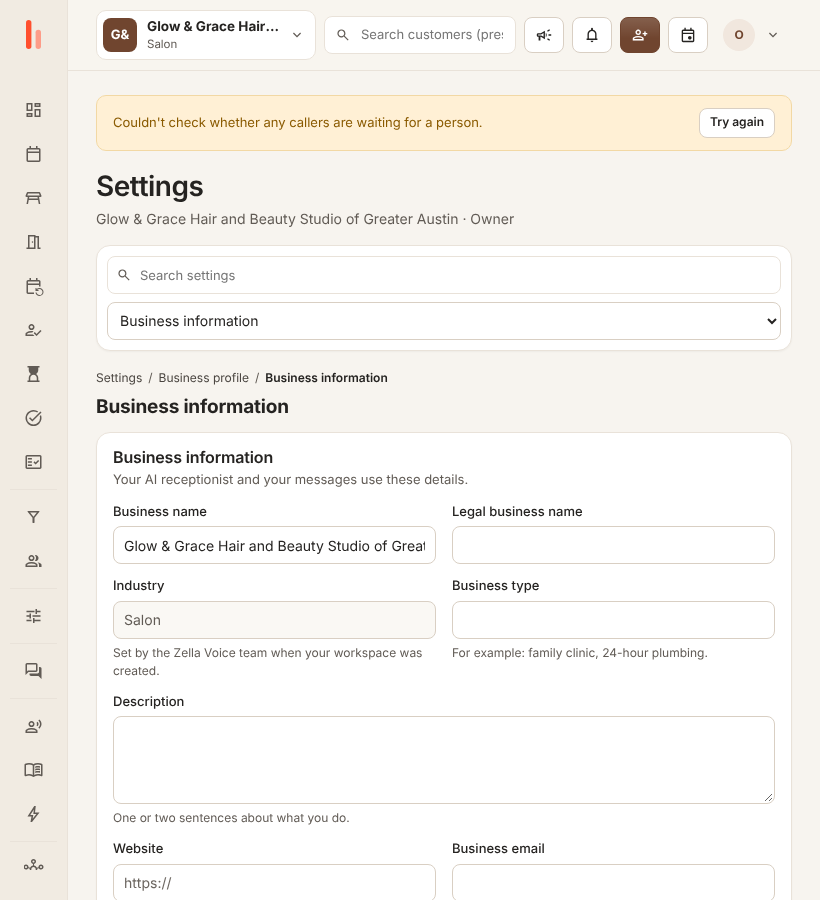 G&
Glow & Grace Hair...
Salon
Search customers (pres
O
Couldn't check whether any callers are waiting for a person.
Try again
Settings
Glow & Grace Hair and Beauty Studio of Greater Austin · Owner
Search settings
Business information
Settings / Business profile / Business information
Business information
Business information
Your AI receptionist and your messages use these details.
Business name
Legal business name
Glow & Grace Hair and Beauty Studio of Great
Industry
Business type
Salon
Set by the Zella Voice team when your workspace was
created.
For example: family clinic, 24-hour plumbing.
Description
One or two sentences about what you do.
Website
Business email
https://